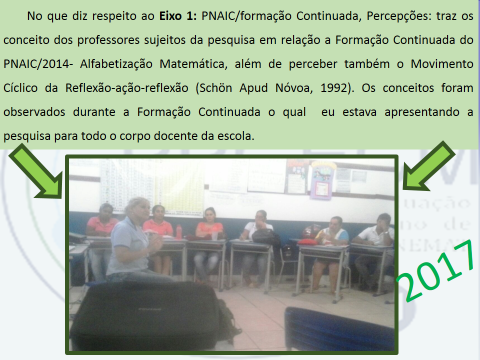 No que diz respeito ao Eixo 1: PNAIC/formação Continuada, Percepções: traz os
conceito dos professores sujeitos da pesquisa em relação a Formação Continuada do
PNAIC/2014- Alfabetização Matemática, além de perceber também o Movimento
Cíclico da Reflexão-ação-reflexão (Schön Apud Nóvoa, 1992). Os conceitos foram
observados durante a Formação Continuada o qual eu estava apresentando a
pesquisa para todo o corpo docente da escola.
2017